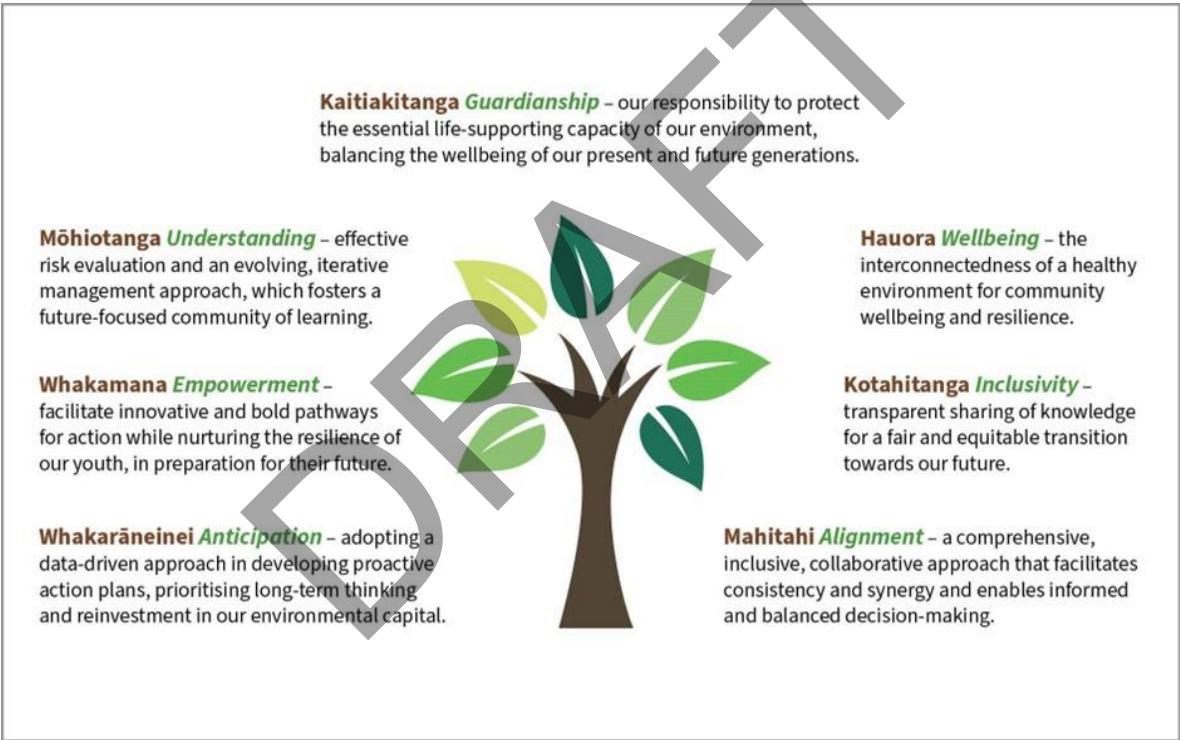 Kaitiakitanga Guardianship – our responsibility to protect
the essential life-supporting capacity of our environment,
balancing the wellbeing of our present and future generations.
Mōhiotanga Understanding – effective
risk evaluation and an evolving, iterative
management approach, which fosters a
future-focused community of learning.
Hauora Wellbeing – the
interconnectedness of a healthy
environment for community
wellbeing and resilience.
Whakamana Empowerment –
facilitate innovative and bold pathways
for action while nurturing the resilience of
our youth, in preparation for their future.
Kotahitanga Inclusivity –
transparent sharing of knowledge
for a fair and equitable transition
towards our future.
Whakarāneinei Anticipation – adopting a
data-driven approach in developing proactive
action plans, prioritising long-term thinking
and reinvestment in our environmental capital.
Mahitahi Alignment – a comprehensive,
inclusive, collaborative approach that facilitates
consistency and synergy and enables informed
and balanced decision-making.
DRAFT